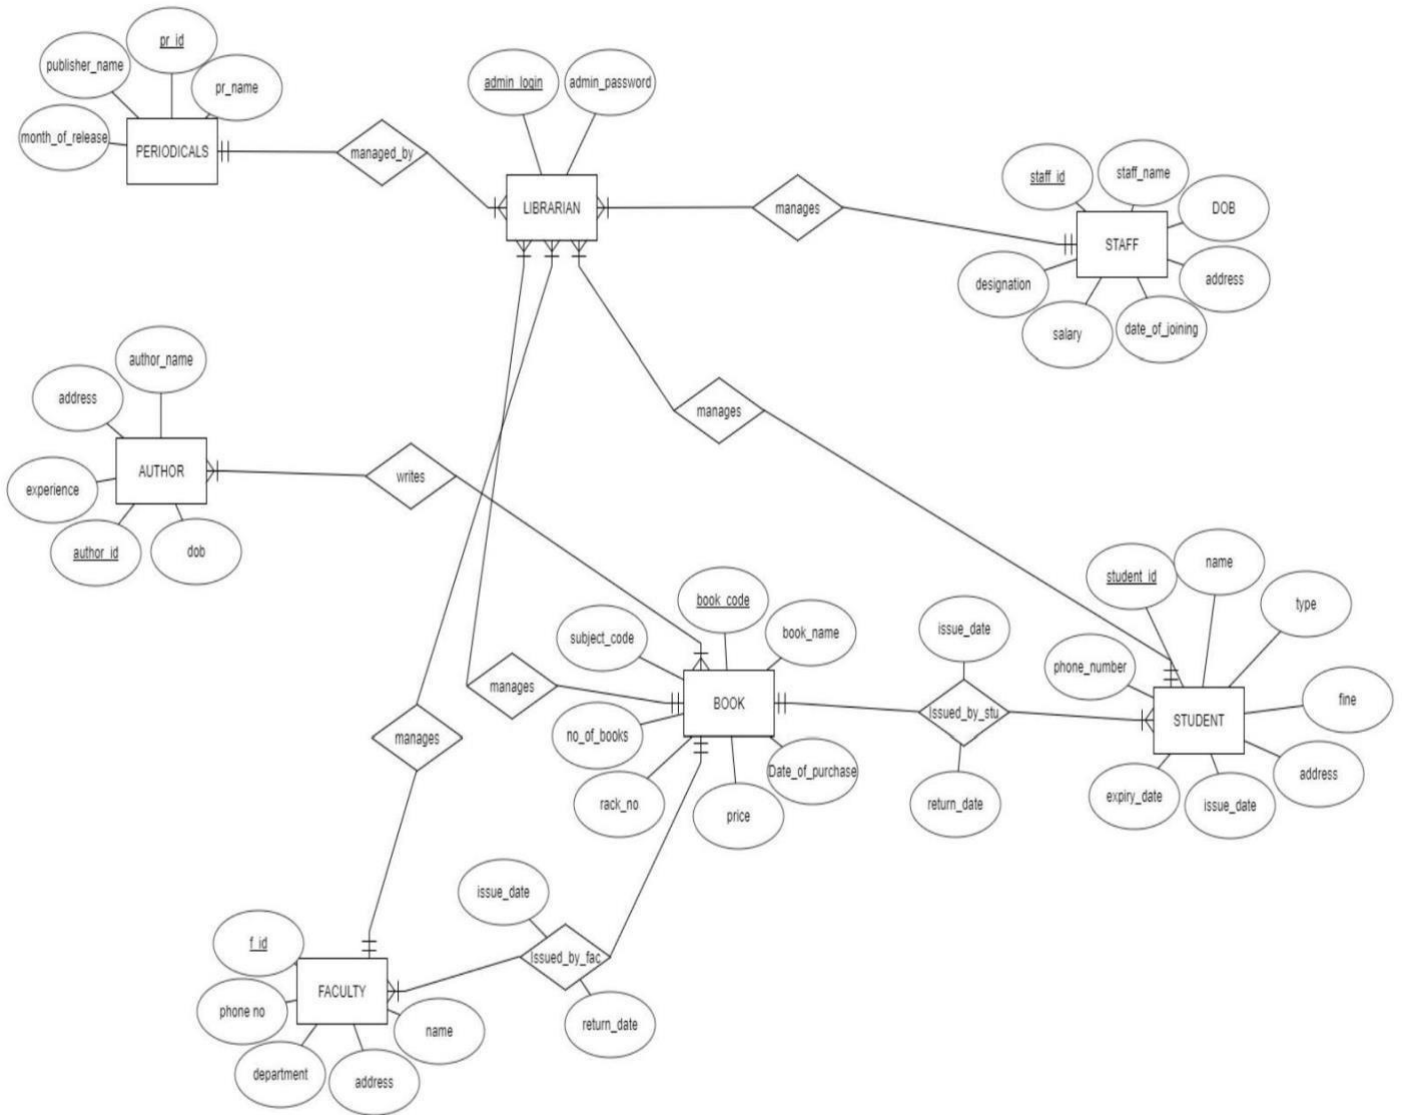 pr_id
publisher_name
pr_name
month_of_release
PERIODICALS
managed_by
admin_login
admin_password
LIBRARIAN
manages
staff_id
staff_name
DOB
STAFF
designation
address
salary
date_of_joining
author_name
address
AUTHOR
experience
author_id
dob
writes
manages
manages
manages
book_code
subject_code
book_name
BOOK
no_of_books
rack_no
price
Date_of_purchase
issue_date
Issued_by_stu
return_date
student_id
name
type
phone_number
fine
STUDENT
address
expiry_date
issue_date
issue_date
Issued_by_fac
return_date
f_id
FACULTY
phone no
name
department
address